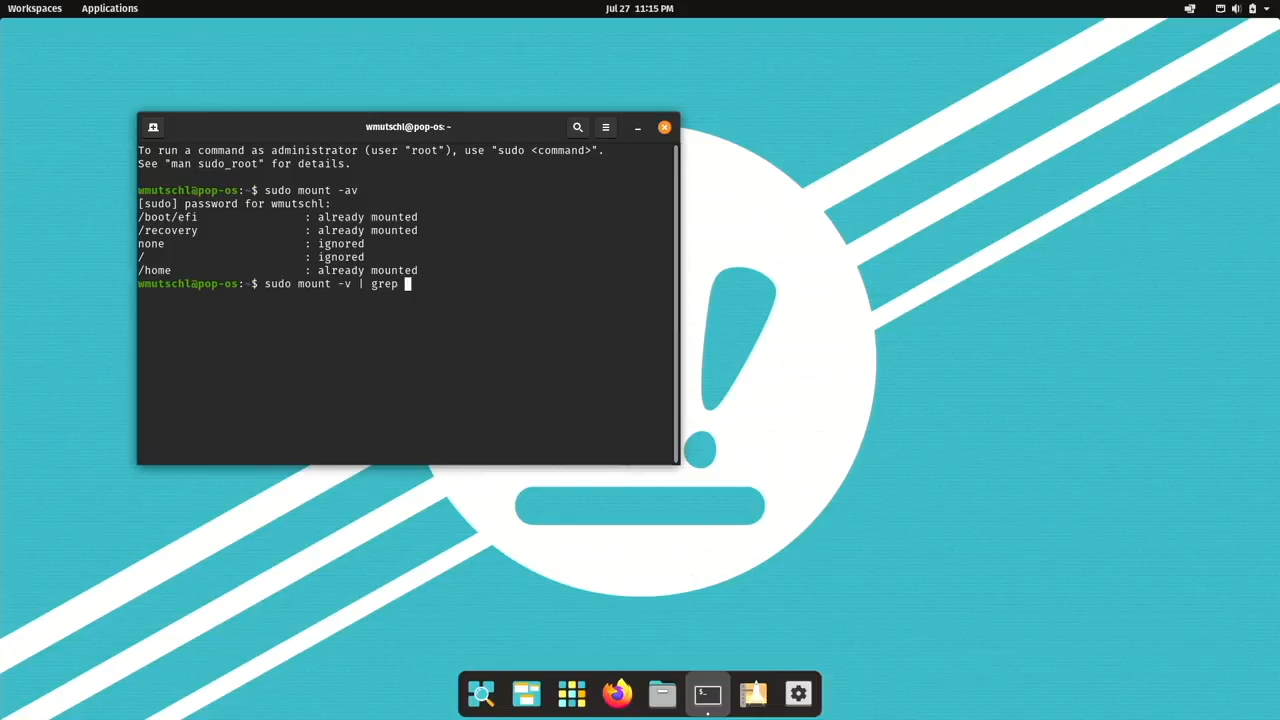 Workspaces Applications Jul 27 11:15 PM
wmutschl@pop-os: ~
To run a command as administrator (user "root"), use "sudo <command>".
See "man sudo_root" for details.
wmutschl@pop-os:~$ sudo mount -av
[sudo] password for wmutschl:
/boot/efi : already mounted
/recovery : already mounted
none : ignored
/ : ignored
/home : already mounted
wmutschl@pop-os:~$ sudo mount -v | grep